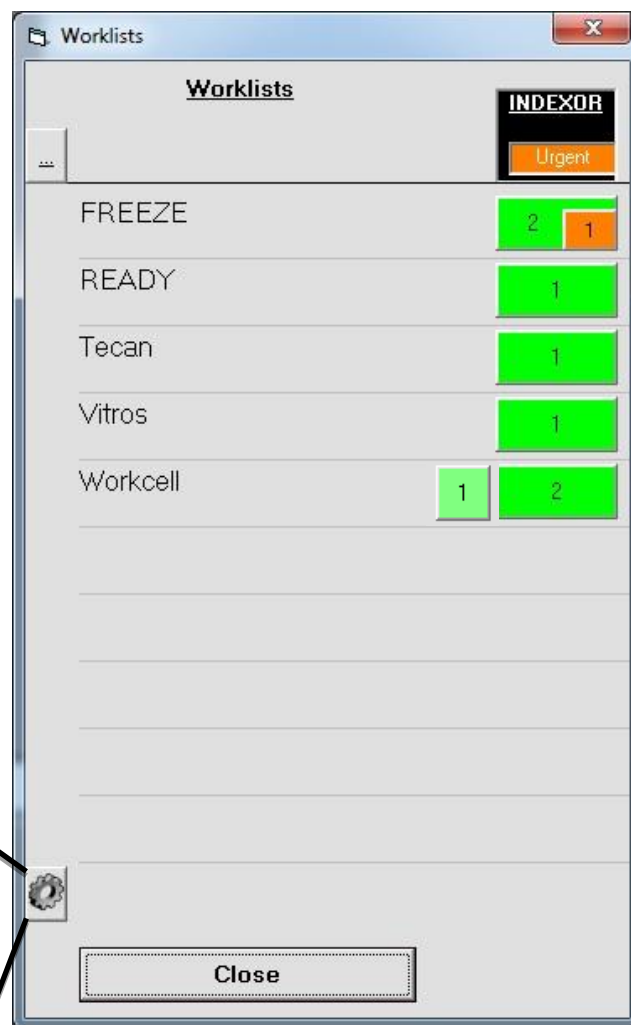 Worklists
Worklists
INDEXOR
...
Urgent
FREEZE 2 1
READY 1
Tecan 1
Vitros 1
Workcell 1 2
Close